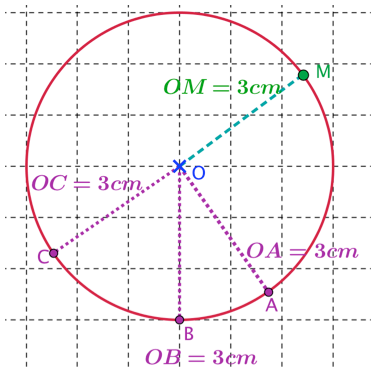 M
OM = 3cm
O
OC = 3cm
OA = 3cm
C
A
B
OB = 3cm